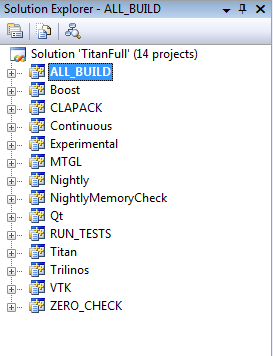 Solution Explorer - ALL_BUILD
Solution 'TitanFull' (14 projects)
ALL_BUILD
Boost
CLAPACK
Continuous
Experimental
MTGL
Nightly
NightlyMemoryCheck
Qt
RUN_TESTS
Titan
Trilinos
VTK
ZERO_CHECK